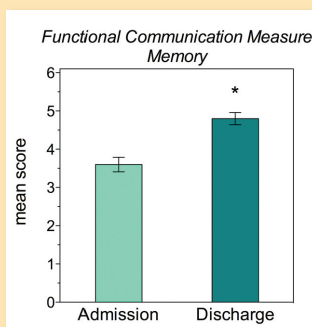 Functional Communication Measure
Memory
6
5
4
3
2
1
0
mean score
*
Admission Discharge